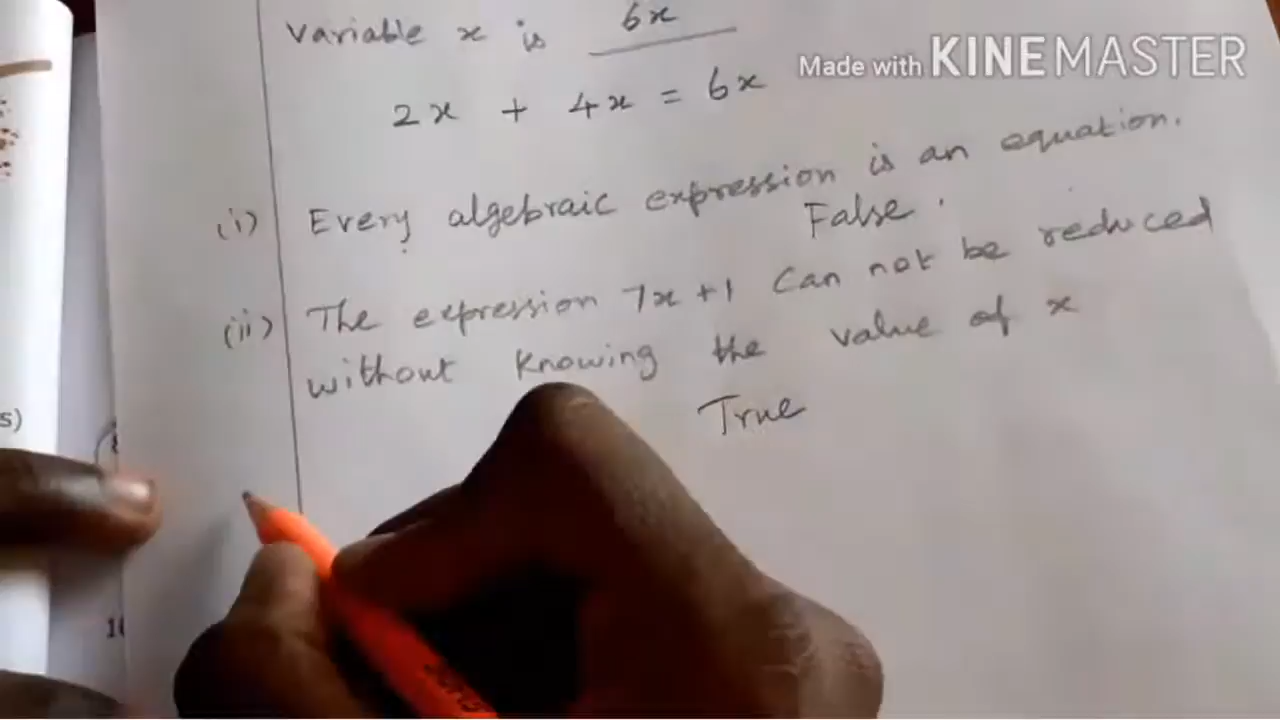 Variable x is 6x
Made with KINEMASTER
2x + 4x = 6x
(i) Every algebraic expression is an equation.
False.
(ii) The expression 7x + 1 Can not be reduced
without knowing the value of x
True
s)